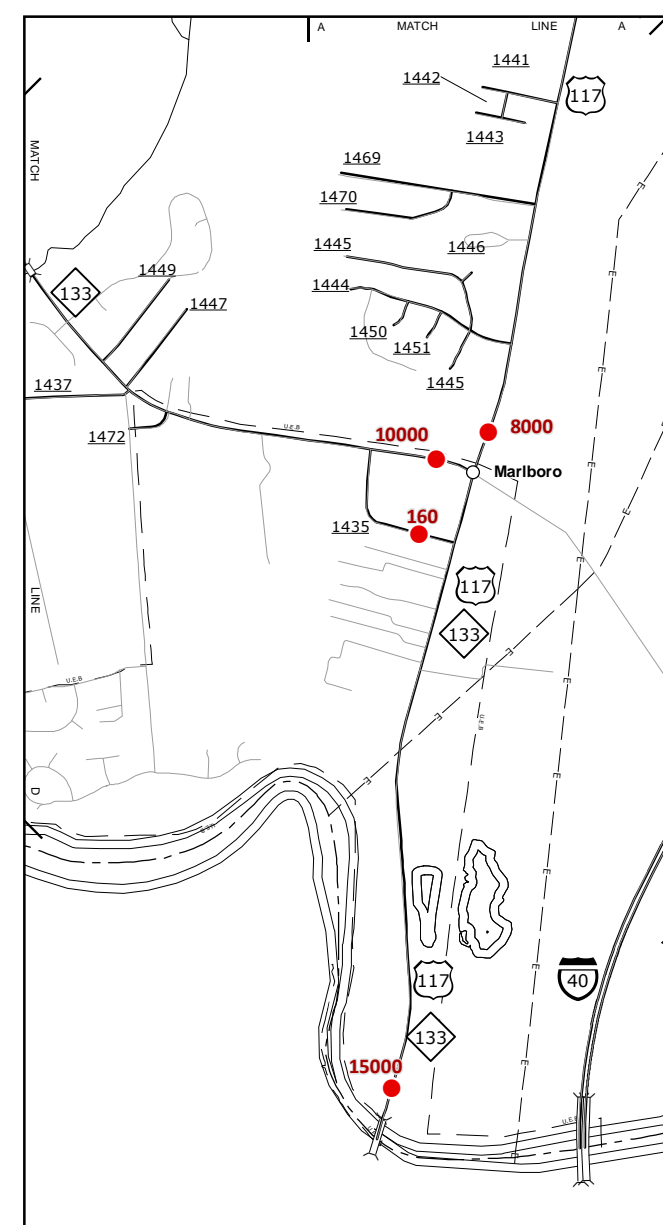 A MATCH LINE A
1441
1442
117
1443
MATCH
1469
1470
E
1445
1446
1449
E
133
1444
1447
1450
1451
1445
1437
U.E.B
10000
8000
E
1472
Marlboro
E
160
1435
E
E
117
LINE
133
E
E
U.E.B
E
U.E.B
E
E
D
E
117
E
40
133
E
15000
U.E.B